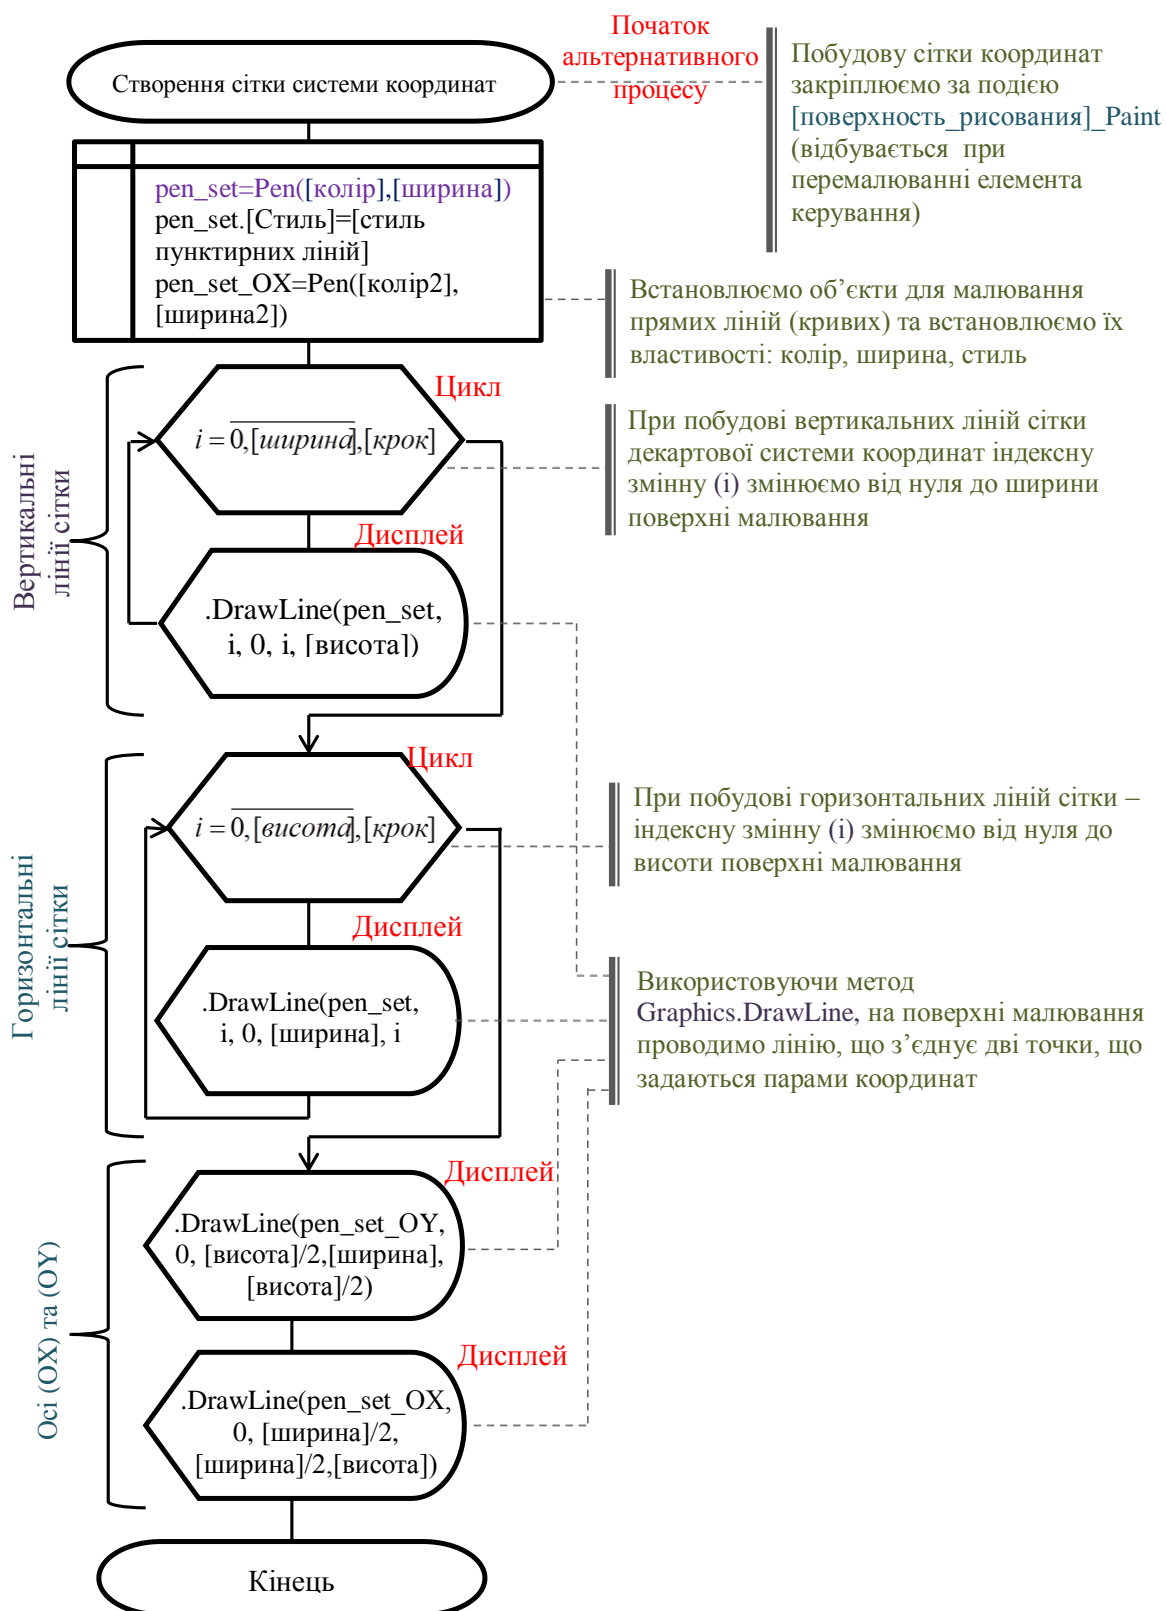 Початок
альтернативного
процесу
Створення сітки системи координат
Побудову сітки координат
закріплюємо за подією
[поверхность_рисования]_Paint
(відбувається при
перемалюванні елемента
керування)
pen_set=Pen([колір],[ширина])
pen_set.[Стиль]=[стиль
пунктирних ліній]
pen_set_OX=Pen([колір2],
[ширина2])
Встановлюємо об’єкти для малювання
прямих ліній (кривих) та встановлюємо їх
властивості: колір, ширина, стиль
Вертикальні
лінії сітки
Цикл
i = 0,[ширина],[крок]
При побудові вертикальних ліній сітки
декартової системи координат індексну
змінну (i) змінюємо від нуля до ширини
поверхні малювання
Дисплей
.DrawLine(pen_set,
i, 0, i, [висота])
Горизонтальні
лінії сітки
Цикл
i = 0,[висота],[крок]
При побудові горизонтальних ліній сітки –
індексну змінну (i) змінюємо від нуля до
висоти поверхні малювання
Дисплей
.DrawLine(pen_set,
i, 0, [ширина], i
Використовуючи метод
Graphics.DrawLine, на поверхні малювання
проводимо лінію, що з’єднує дві точки, що
задаються парами координат
Осі (OX) та (OY)
Дисплей
.DrawLine(pen_set_OY,
0, [висота]/2,[ширина],
[висота]/2)
Дисплей
.DrawLine(pen_set_OX,
0, [ширина]/2,
[ширина]/2,[висота])
Кінець